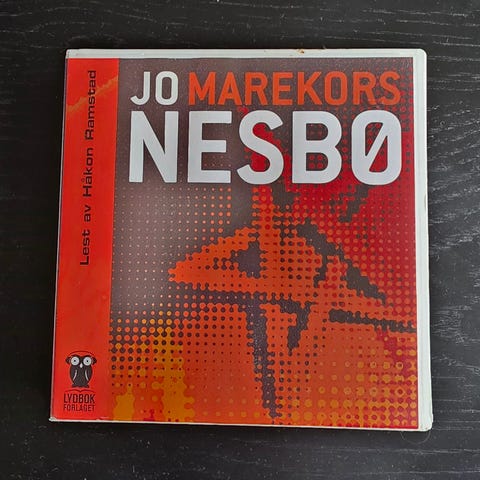 JO MAREKORS
NESBØ
Lest av Håkon Ramstad
LYDBOK
FORLAGET